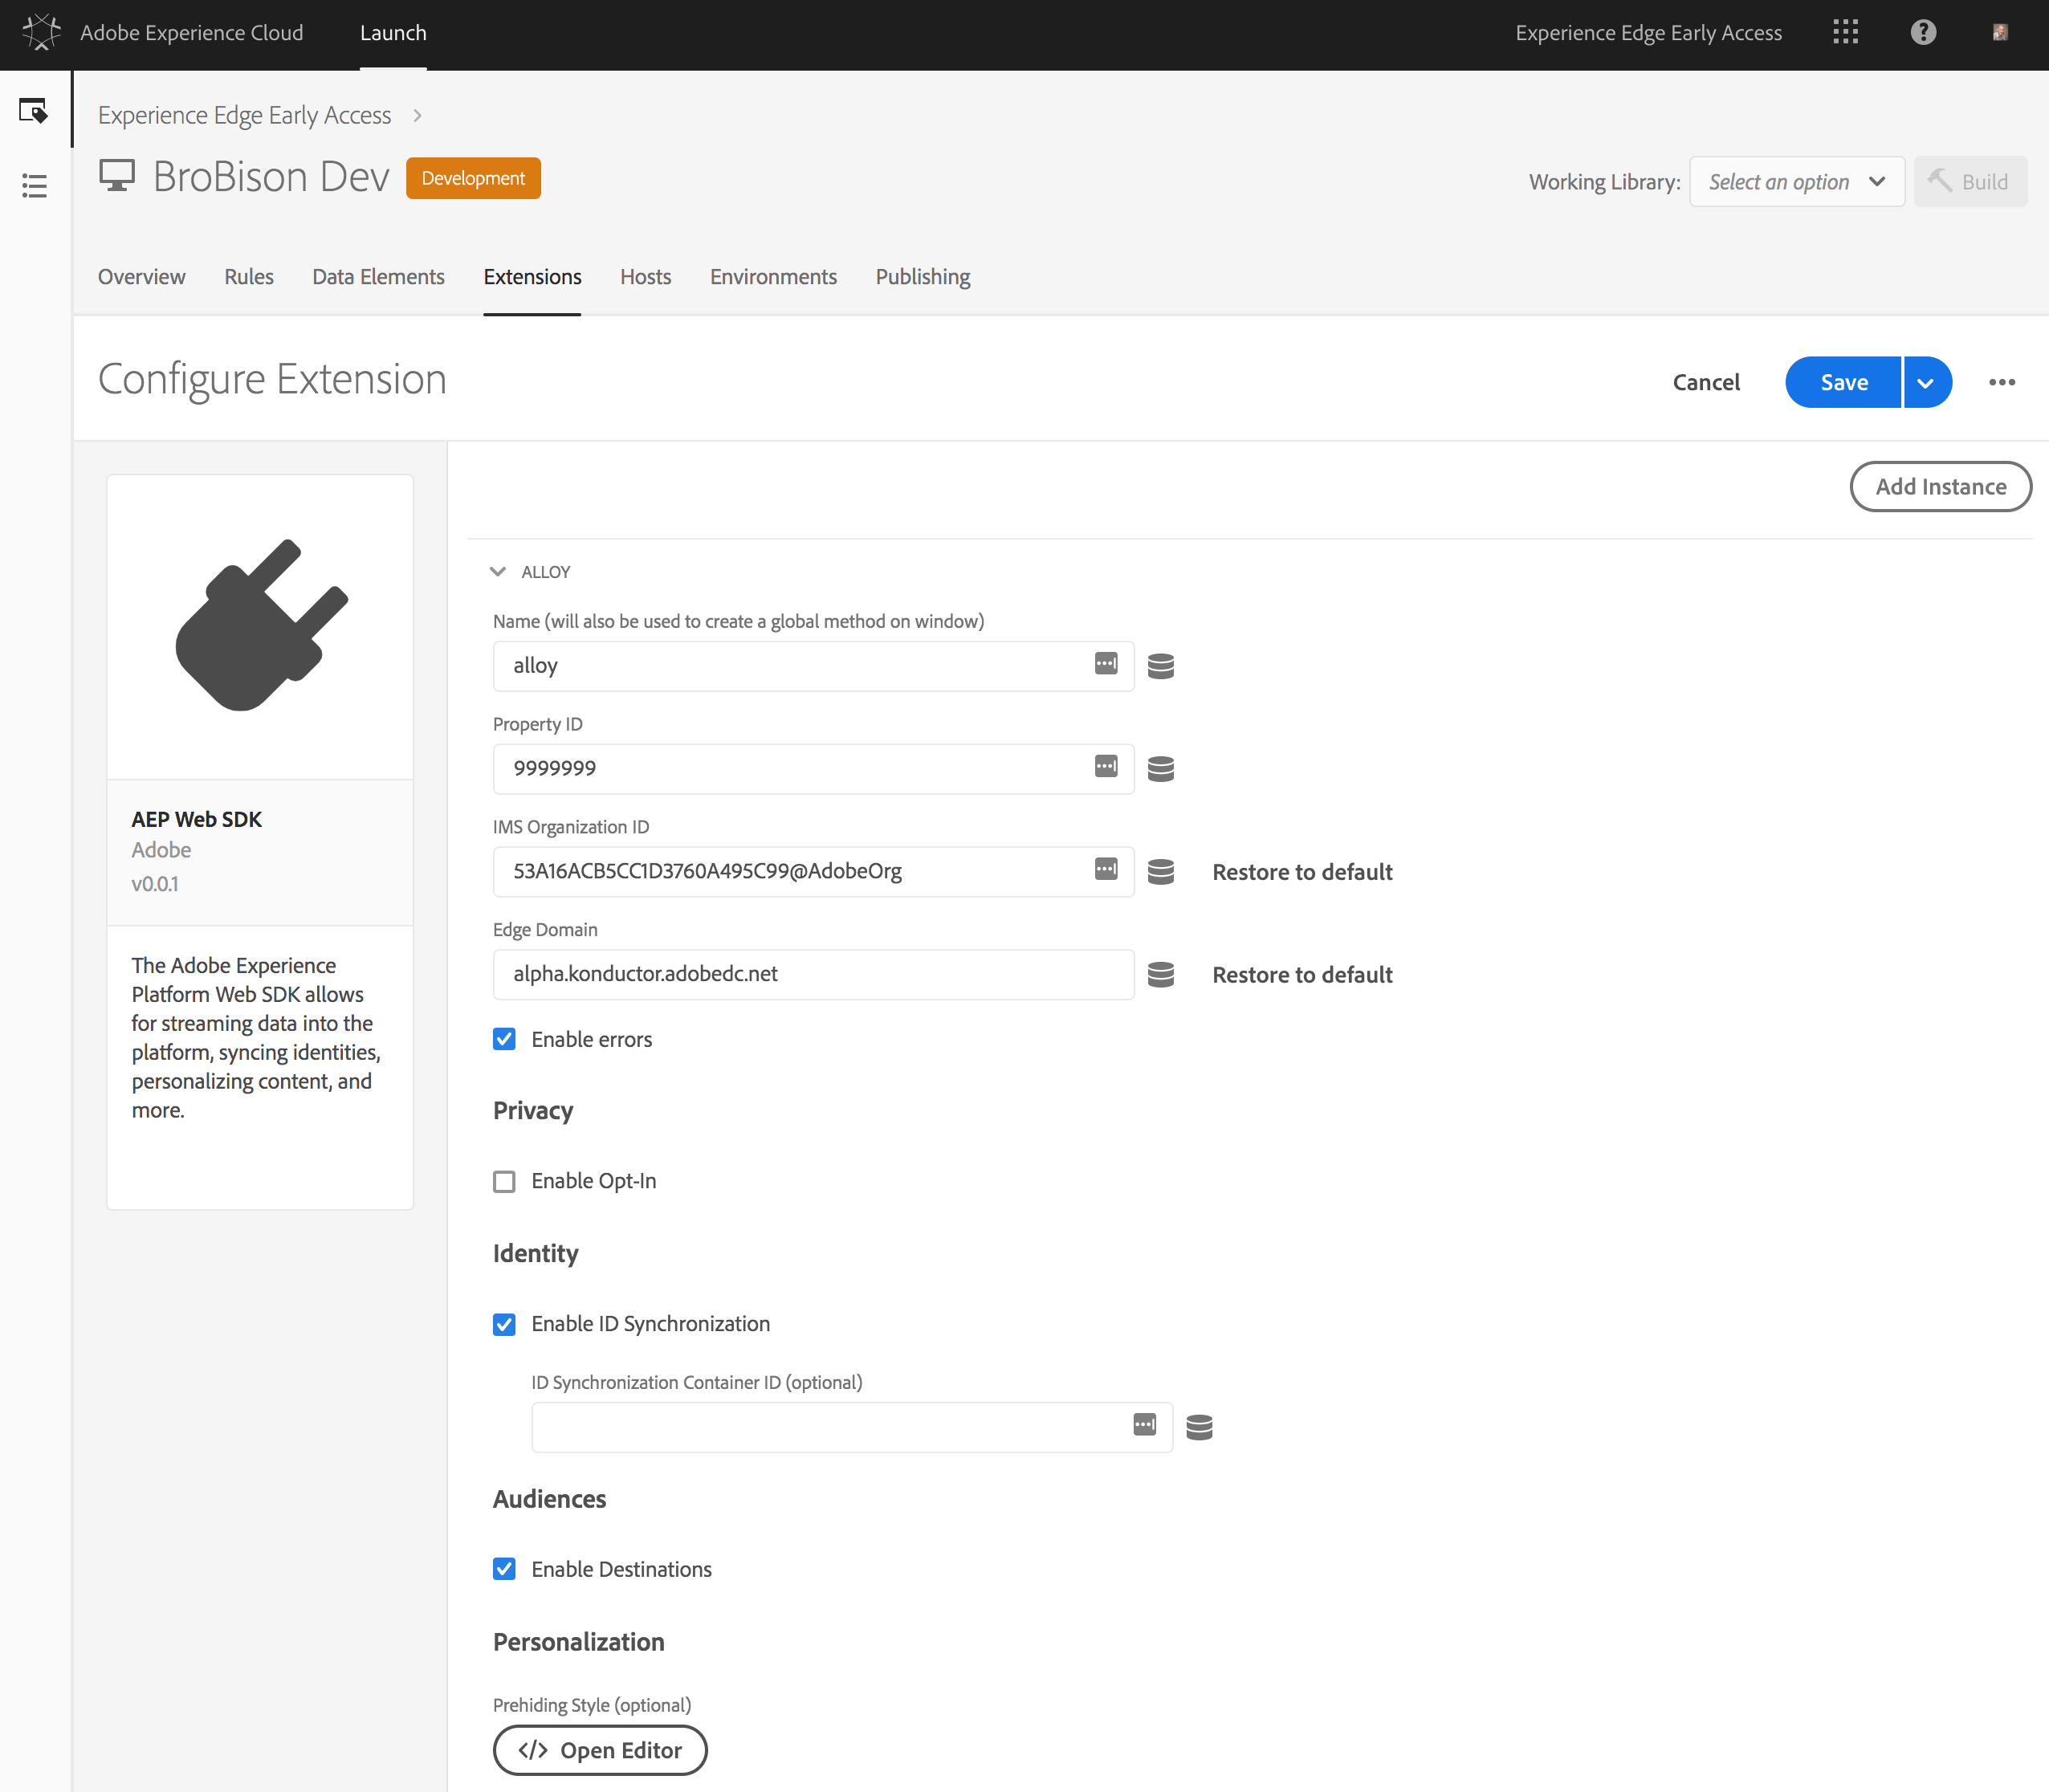 Adobe Experience Cloud
Launch
Experience Edge Early Access
Experience Edge Early Access
BroBison Dev
Development
Working Library:
Select an option
Build
Overview
Rules
Data Elements
Extensions
Hosts
Environments
Publishing
Configure Extension
Cancel
Save
Add Instance
AEP Web SDK
Adobe
v0.0.1
The Adobe Experience
Platform Web SDK allows
for streaming data into the
platform, syncing identities,
personalizing content, and
more.
ALLOY
Name (will also be used to create a global method on window)
alloy
Property ID
9999999
IMS Organization ID
53A16ACB5CC1D3760A495C99@AdobeOrg
Restore to default
Edge Domain
alpha.konductor.adobedc.net
Restore to default
Enable errors
Privacy
Enable Opt-In
Identity
Enable ID Synchronization
ID Synchronization Container ID (optional)
Audiences
Enable Destinations
Personalization
Prehiding Style (optional)
</> Open Editor